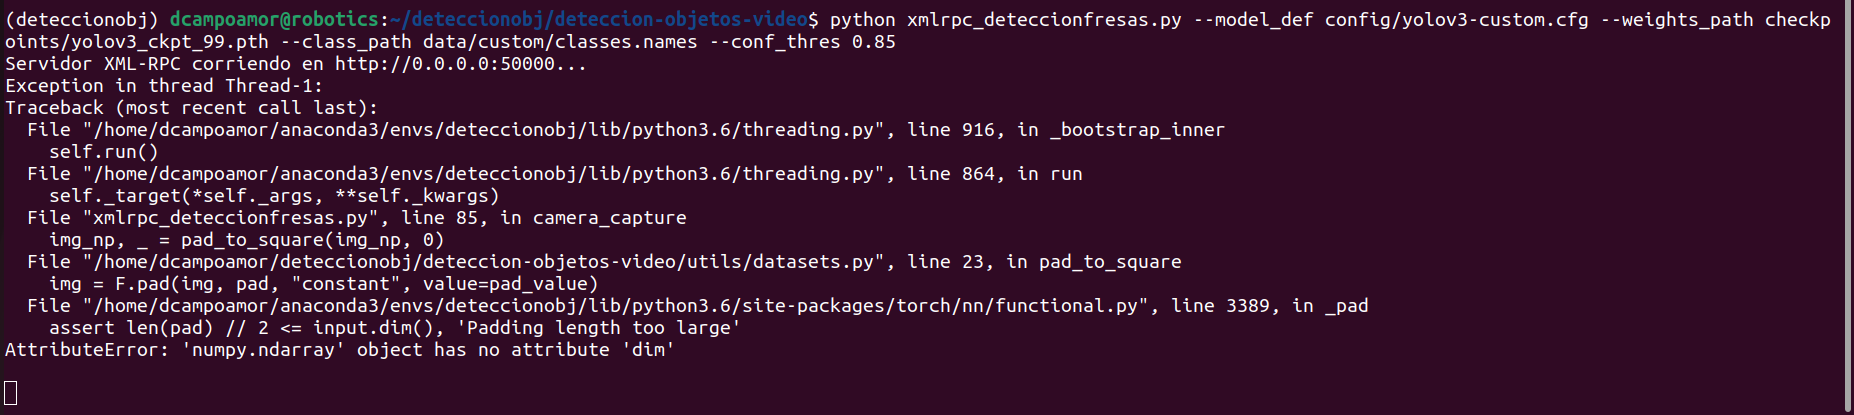 (deteccionobj) dcampoamor@robotics:~/deteccionobj/deteccion-objetos-video$ python xmlrpc_deteccionfresas.py --model_def config/yolov3-custom.cfg --weights_path checkp
oints/yolov3_ckpt_99.pth --class_path data/custom/classes.names --conf_thres 0.85
Servidor XML-RPC corriendo en http://0.0.0.0:50000...
Exception in thread Thread-1:
Traceback (most recent call last):
  File "/home/dcampoamor/anaconda3/envs/deteccionobj/lib/python3.6/threading.py", line 916, in _bootstrap_inner
    self.run()
  File "/home/dcampoamor/anaconda3/envs/deteccionobj/lib/python3.6/threading.py", line 864, in run
    self._target(*self._args, **self._kwargs)
  File "xmlrpc_deteccionfresas.py", line 85, in camera_capture
    img_np, _ = pad_to_square(img_np, 0)
  File "/home/dcampoamor/deteccionobj/deteccion-objetos-video/utils/datasets.py", line 23, in pad_to_square
    img = F.pad(img, pad, "constant", value=pad_value)
  File "/home/dcampoamor/anaconda3/envs/deteccionobj/lib/python3.6/site-packages/torch/nn/functional.py", line 3389, in _pad
    assert len(pad) // 2 <= input.dim(), 'Padding length too large'
AttributeError: 'numpy.ndarray' object has no attribute 'dim'